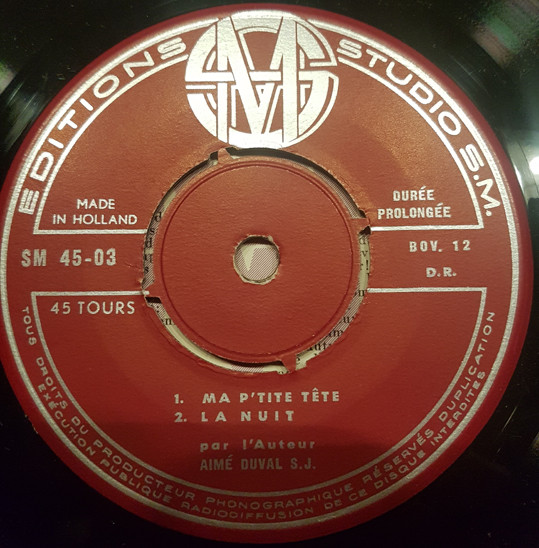 EDITIONS STUDIO S.M.
SM
MADE
IN HOLLAND
DURÉE
PROLONGÉE
SM 45-03
BOV. 12
D.R.
45 TOURS
1. MA P'TITE TÊTE
2. LA NUIT
par l'Auteur
AIMÉ DUVAL S.J.
TOUS DROITS DU PRODUCTEUR PHONOGRAPHIQUE RÉSERVÉS DUPLICATION
EXÉCUTION PUBLIQUE RADIODIFFUSION DE CE DISQUE INTERDITES